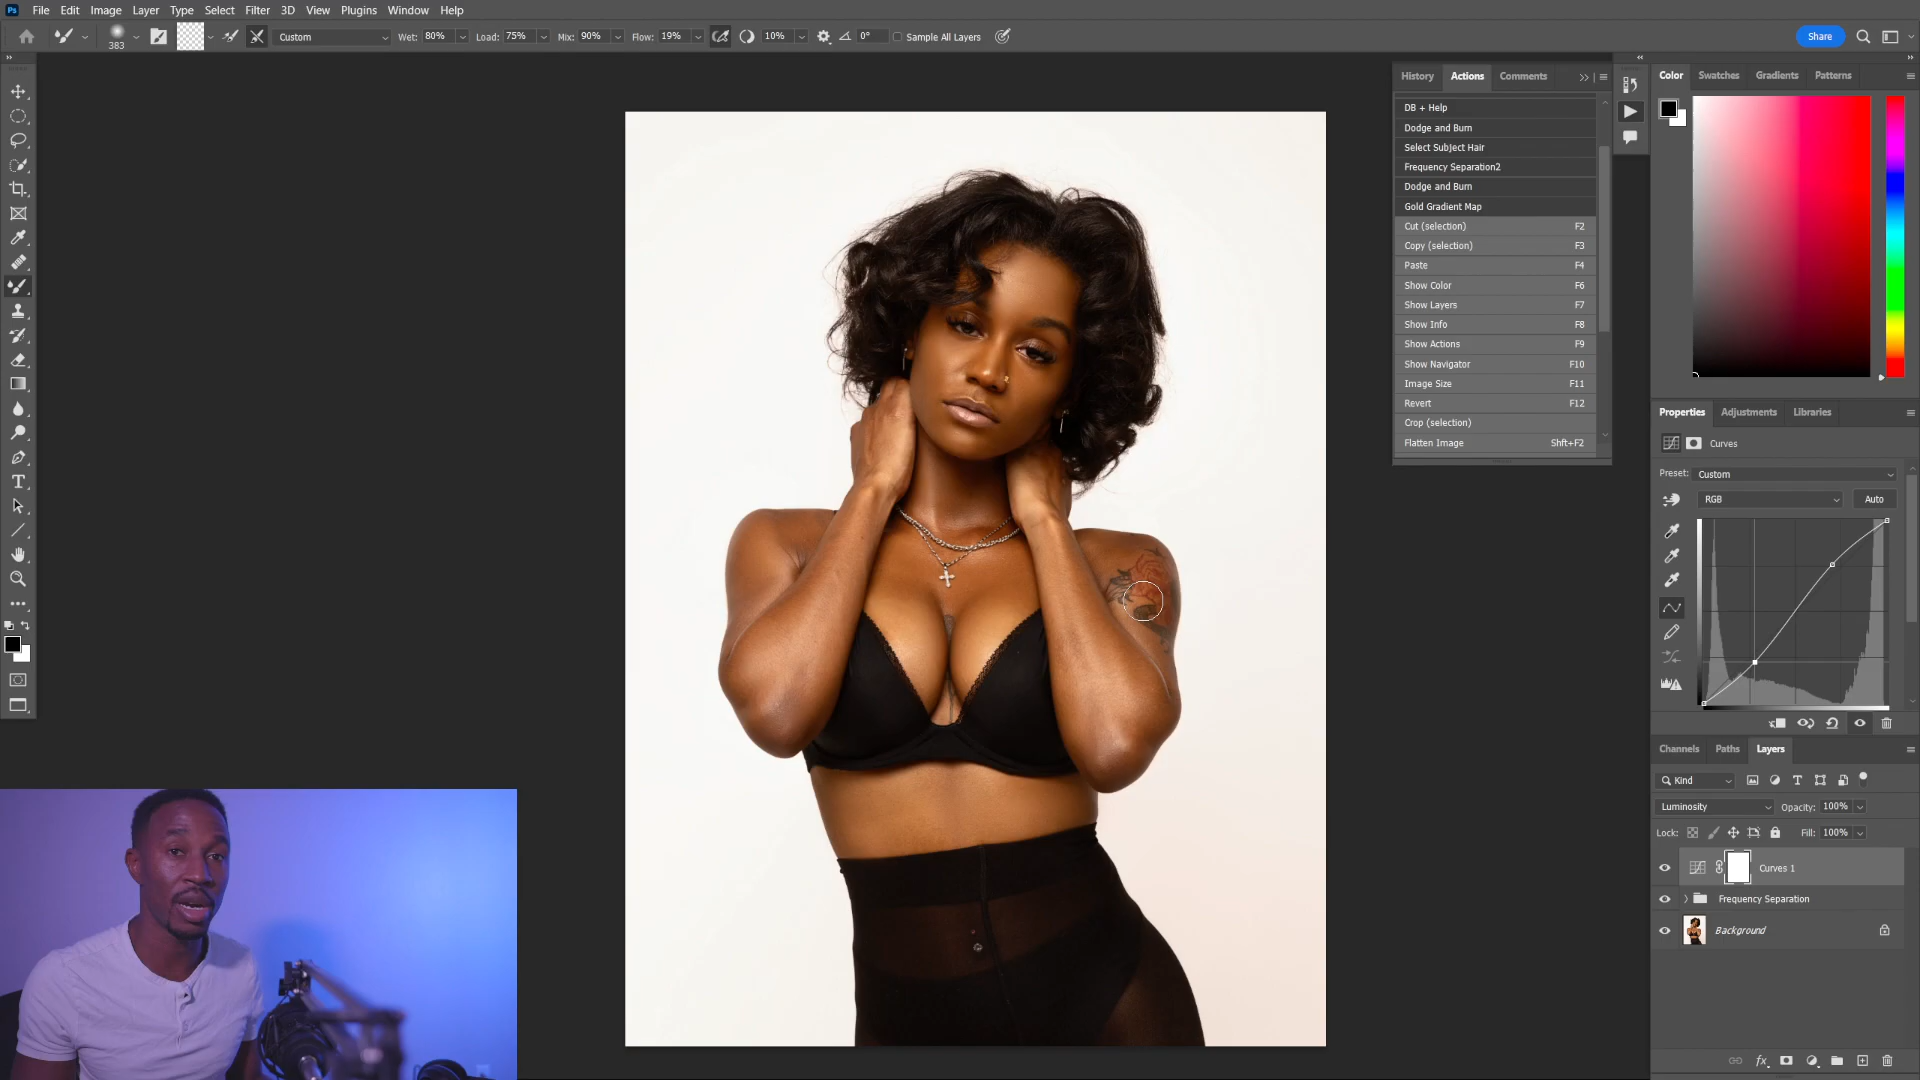 Ps File Edit Image Layer Type Select Filter 3D View Plugins Window Help
383 Custom Wet: 80% Load: 75% Mix: 90% Flow: 19% 10% 0° Sample All Layers Share
History Actions Comments
DB + Help
Dodge and Burn
Select Subject Hair
Frequency Separation2
Dodge and Burn
Gold Gradient Map
Cut (selection) F2
Copy (selection) F3
Paste F4
Show Color F6
Show Layers F7
Show Info F8
Show Actions F9
Show Navigator F10
Image Size F11
Revert F12
Crop (selection)
Flatten Image Shft+F2
Color Swatches Gradients Patterns
Properties Adjustments Libraries
Curves
Preset: Custom
RGB Auto
Channels Paths Layers
Kind
Luminosity Opacity: 100%
Lock: Fill: 100%
Curves 1
Frequency Separation
Background
fx